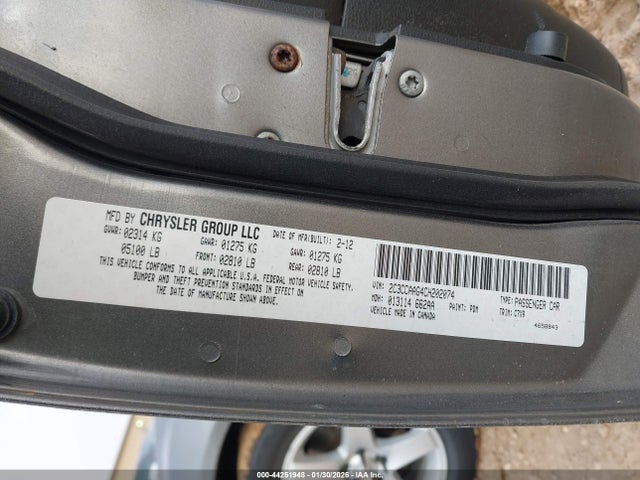 MFD BY CHRYSLER GROUP LLC DATE OF MFR(BUILT): 2-12
GVWR: 02314 KG GAWR: 01275 KG GAWR: 01275 KG
05100 LB FRONT: 02810 LB REAR: 02810 LB
THIS VEHICLE CONFORMS TO ALL APPLICABLE U.S.A. FEDERAL MOTOR VEHICLE SAFETY,
BUMPER AND THEFT PREVENTION STANDARDS IN EFFECT ON
THE DATE OF MANUFACTURE SHOWN ABOVE.
VIN: 2C3CCAAG4CH202074 TYPE: PASSENGER CAR
MDH: 013114 662AA PAINT: PDM TRIM: C7X9
VEHICLE MADE IN CANADA
4658843
000-44251948 - 01/30/2026 - IAA Inc.